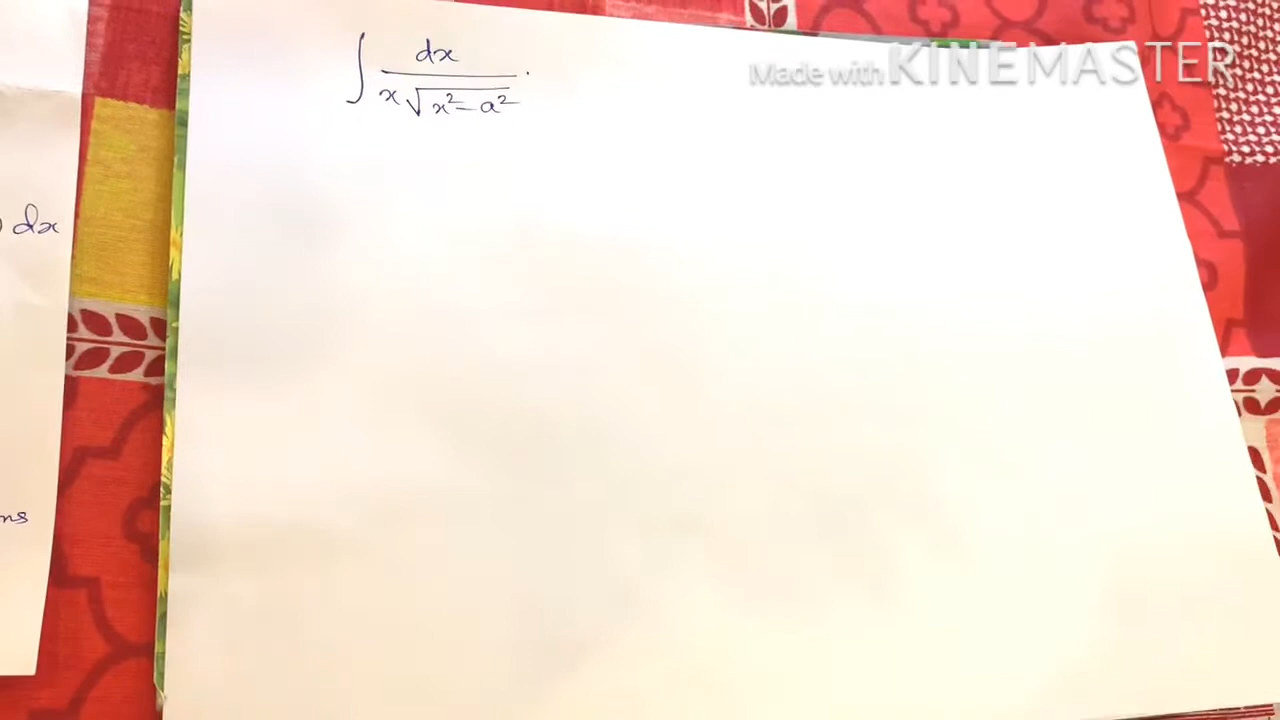 Made with KINEMASTER
∫ dx / x√x² - a² .
dx
ns